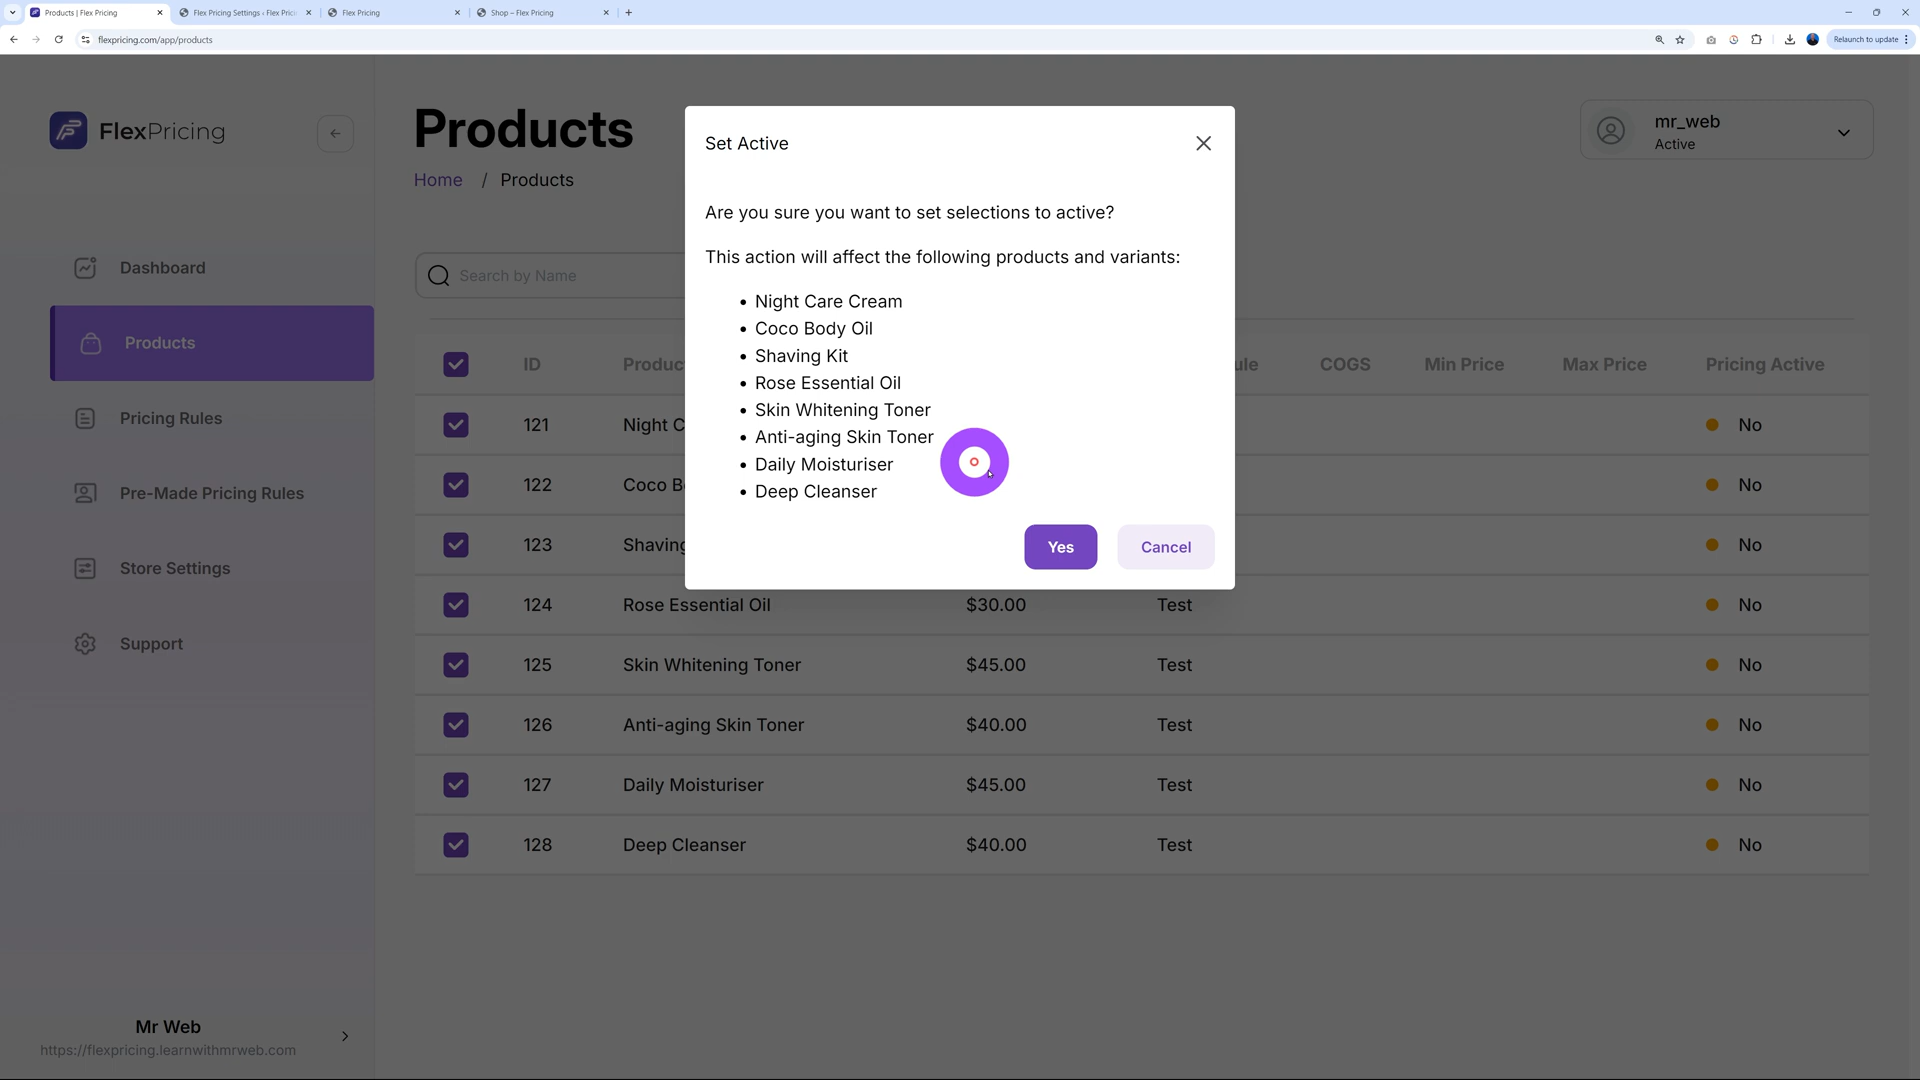 Products | Flex Pricing
Flex Pricing Settings ‹ Flex Prici
Flex Pricing
Shop – Flex Pricing
flexpricing.com/app/products
Relaunch to update
FlexPricing
Products
Home / Products
mr_web
Active
Dashboard
Products
Pricing Rules
Pre-Made Pricing Rules
Store Settings
Support
Mr Web
https://flexpricing.learnwithmrweb.com
Search by Name
Set Active
Are you sure you want to set selections to active?
This action will affect the following products and variants:
• Night Care Cream
• Coco Body Oil
• Shaving Kit
• Rose Essential Oil
• Skin Whitening Toner
• Anti-aging Skin Toner
• Daily Moisturiser
• Deep Cleanser
Yes Cancel
ID Produc ule COGS Min Price Max Price Pricing Active
121 Night C No
122 Coco B No
123 Shaving No
124 Rose Essential Oil $30.00 Test No
125 Skin Whitening Toner $45.00 Test No
126 Anti-aging Skin Toner $40.00 Test No
127 Daily Moisturiser $45.00 Test No
128 Deep Cleanser $40.00 Test No